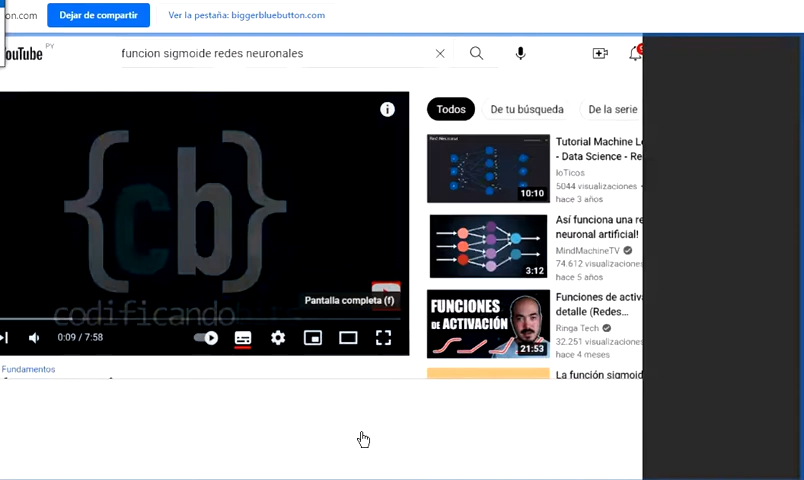 on.com
Dejar de compartir
Ver la pestaña: biggerbluebutton.com
YouTube PY
funcion sigmoide redes neuronales
{cb}
codificando
Pantalla completa (f)
0:09 / 7:58
Fundamentos
Todos
De tu búsqueda
De la serie
Tutorial Machine Le
- Data Science - Re
IoTicos
5044 visualizaciones
hace 3 años
10:10
Así funciona una re
neuronal artificial!
MindMachineTV
74.612 visualizacione
hace 5 años
3:12
FUNCIONES
DE ACTIVACIÓN
21:53
Funciones de activa
detalle (Redes...
Ringa Tech
32.251 visualizacione
hace 4 meses
La función sigmoid